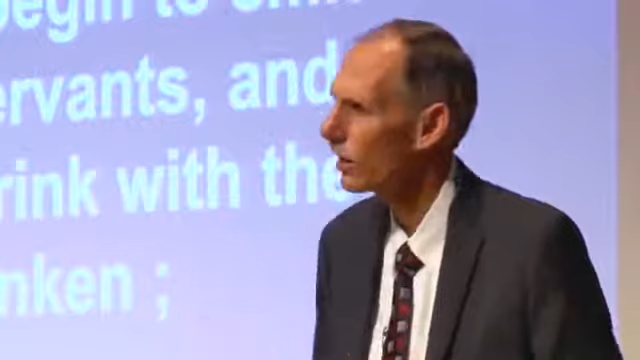 begin to
ervants, and
rink with the
nken ;